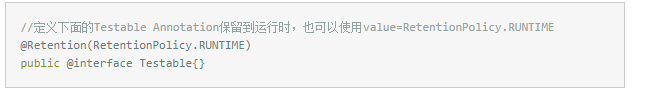 //定义下面的Testable Annotation保留到运行时，也可以使用value=RetentionPolicy.RUNTIME
@Retention(RetentionPolicy.RUNTIME)
public @interface Testable{}